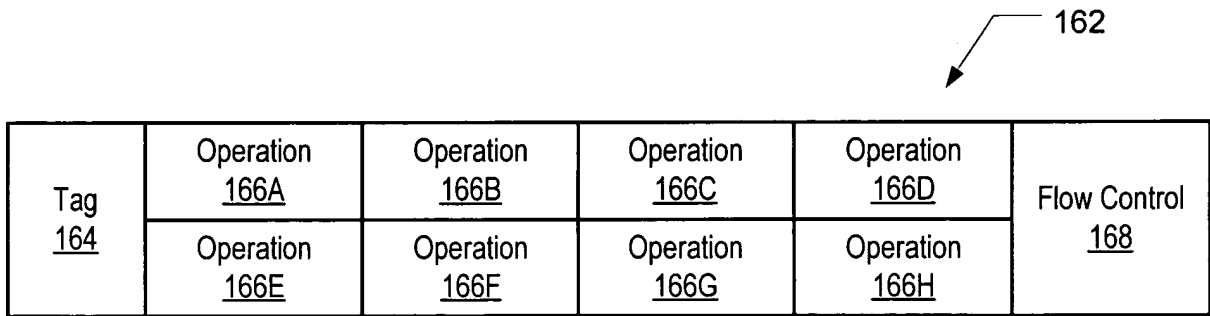 162
Tag
164
Operation
166A
Operation
166B
Operation
166C
Operation
166D
Operation
166E
Operation
166F
Operation
166G
Operation
166H
Flow Control
168